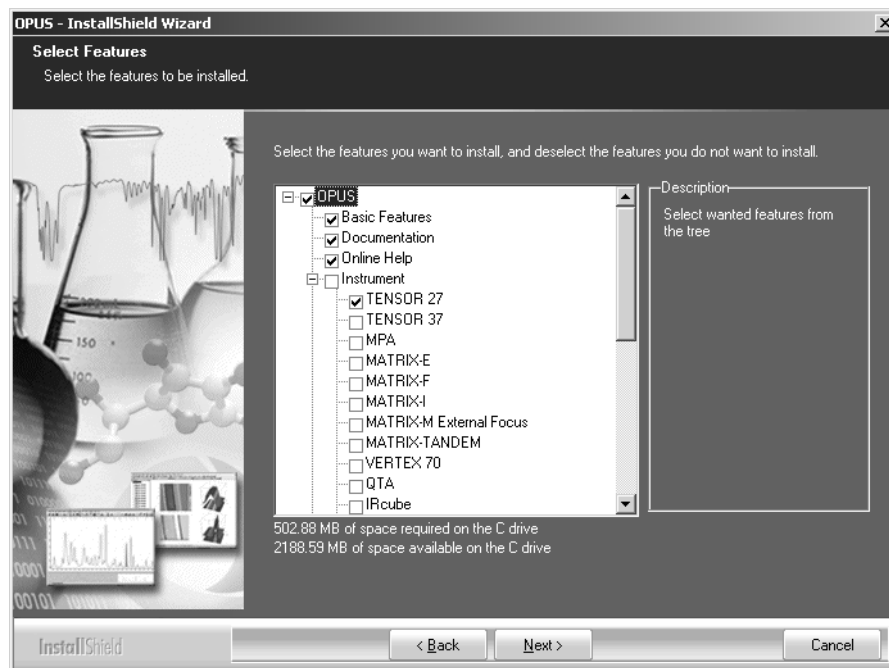 OPUS - InstallShield Wizard
Select Features
Select the features to be installed.
Select the features you want to install, and deselect the features you do not want to install.
OPUS
Basic Features
Documentation
Online Help
Instrument
TENSOR 27
TENSOR 37
MPA
MATRIX-E
MATRIX-F
MATRIX-I
MATRIX-M External Focus
MATRIX-TANDEM
VERTEX 70
QTA
IRcube
Description
Select wanted features from
the tree
502.88 MB of space required on the C drive
2188.59 MB of space available on the C drive
150
100
InstallShield
< Back
Next >
Cancel